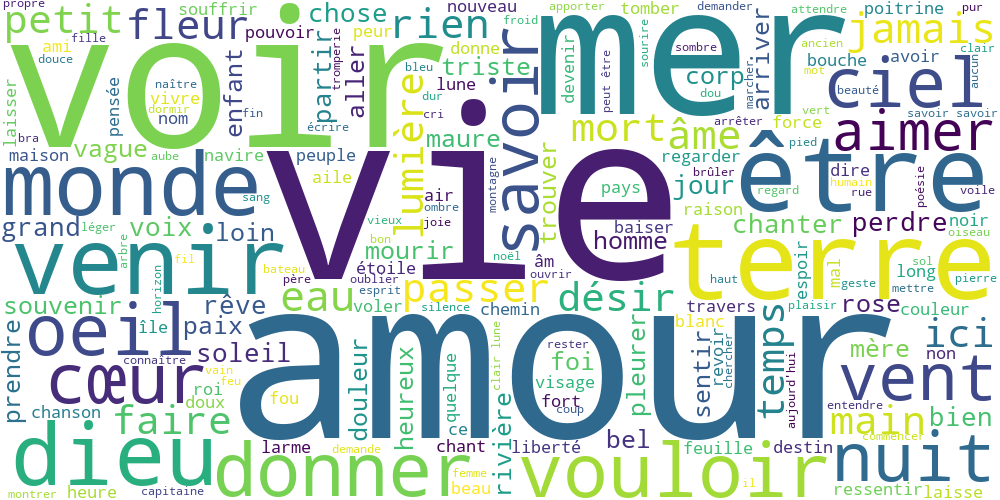 propre
petit
fleur
souffrir
chose
rien
nouveau
froid
apporter
tomber
demander
attendre
poitrine
pur
jamais
ami
fille
douce
pouvoir
peur
donne
triste
voir
mer
savoir
devenir
sourire
sombre
corp
arriver
ancien
mot
bouche
avoir
clair
aucun
ciel
laisser
pensée
naître
vivre
dormir
nom
enfant
fin
partir
écrire
tromperie
aller
bleu
dur
cri
lune
lumière
peut être
dou
marcher
vert
beauté
savoir savoir
arrêter
force
pied
aimer
bra
maison
vague
aube
navire
peuple
aile
maure
mort
âme
regarder
brûler
regard
jour
être
dire
humain
rue
poésie
voile
monde
sang
vie
air
ombre
joie
montagne
trouver
pays
baiser
raison
chanter
perdre
noir
oiseau
grand
léger
arbre
voix
loin
vieux
bon
mourir
noël
âm
homme
terre
espoir
mal
long
sol
venir
fil
bateau
père
étoile
oublier
esprit
passer
ouvrir
désir
haut
geste
mettre
pierre
souvenir
horizon
rêve
eau
voler
silence
chemin
travers
plaisir
rose
couleur
prendre
oeil
île
paix
soleil
connaître
vain
feu
amour
rester
foi
visage
pleurer
blanc
sentir
revoir
chercher
temps
aujourd'hui
mère
non
ici
cœur
roi
doux
fou
douleur
heureux
quelque
clair lune
fort
coup
vent
entendre
chanson
faire
larme
demande
ce
chant
rivière
liberté
bel
feuille
destin
main
commencer
bien
dieu
donner
femme
beau
vouloir
il
nuit
montrer
heure
capitaine
ressentir
laisse